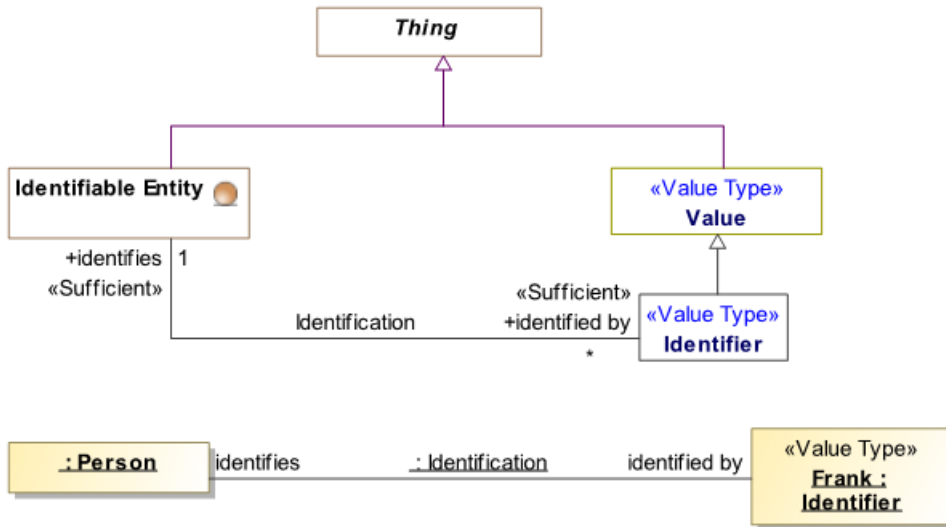 Thing
Identifiable Entity
«Value Type»
Value
+identifies
1
«Sufficient»
«Sufficient»
Identification
+identified by
*
«Value Type»
Identifier
: Person
identifies
: Identification
identified by
«Value Type»
Frank :
Identifier